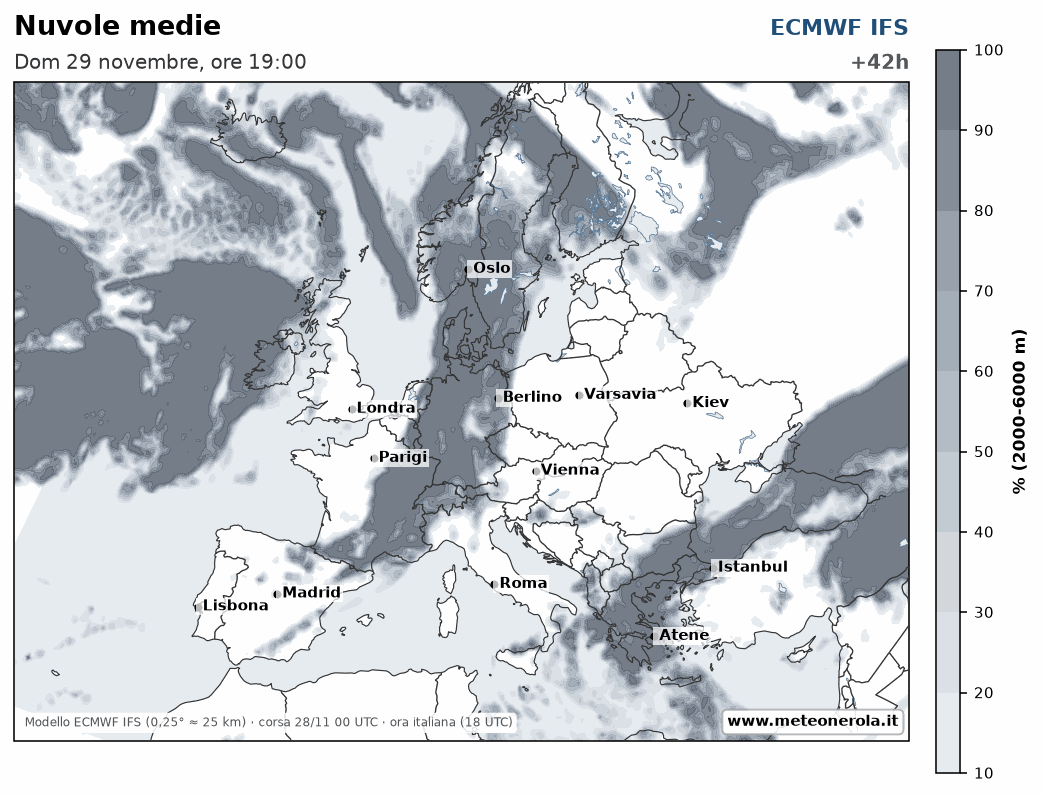 Nuvole medie
ECMWF IFS
Dom 29 novembre, ore 19:00
+42h
100
90
80
70
60
50
40
30
20
10
% (2000-6000 m)
Oslo
Berlino
Varsavia
Kiev
Londra
Parigi
Vienna
Istanbul
Roma
Madrid
Lisbona
Atene
Modello ECMWF IFS (0,25° ≈ 25 km) · corsa 28/11 00 UTC · ora italiana (18 UTC)
www.meteonerola.it